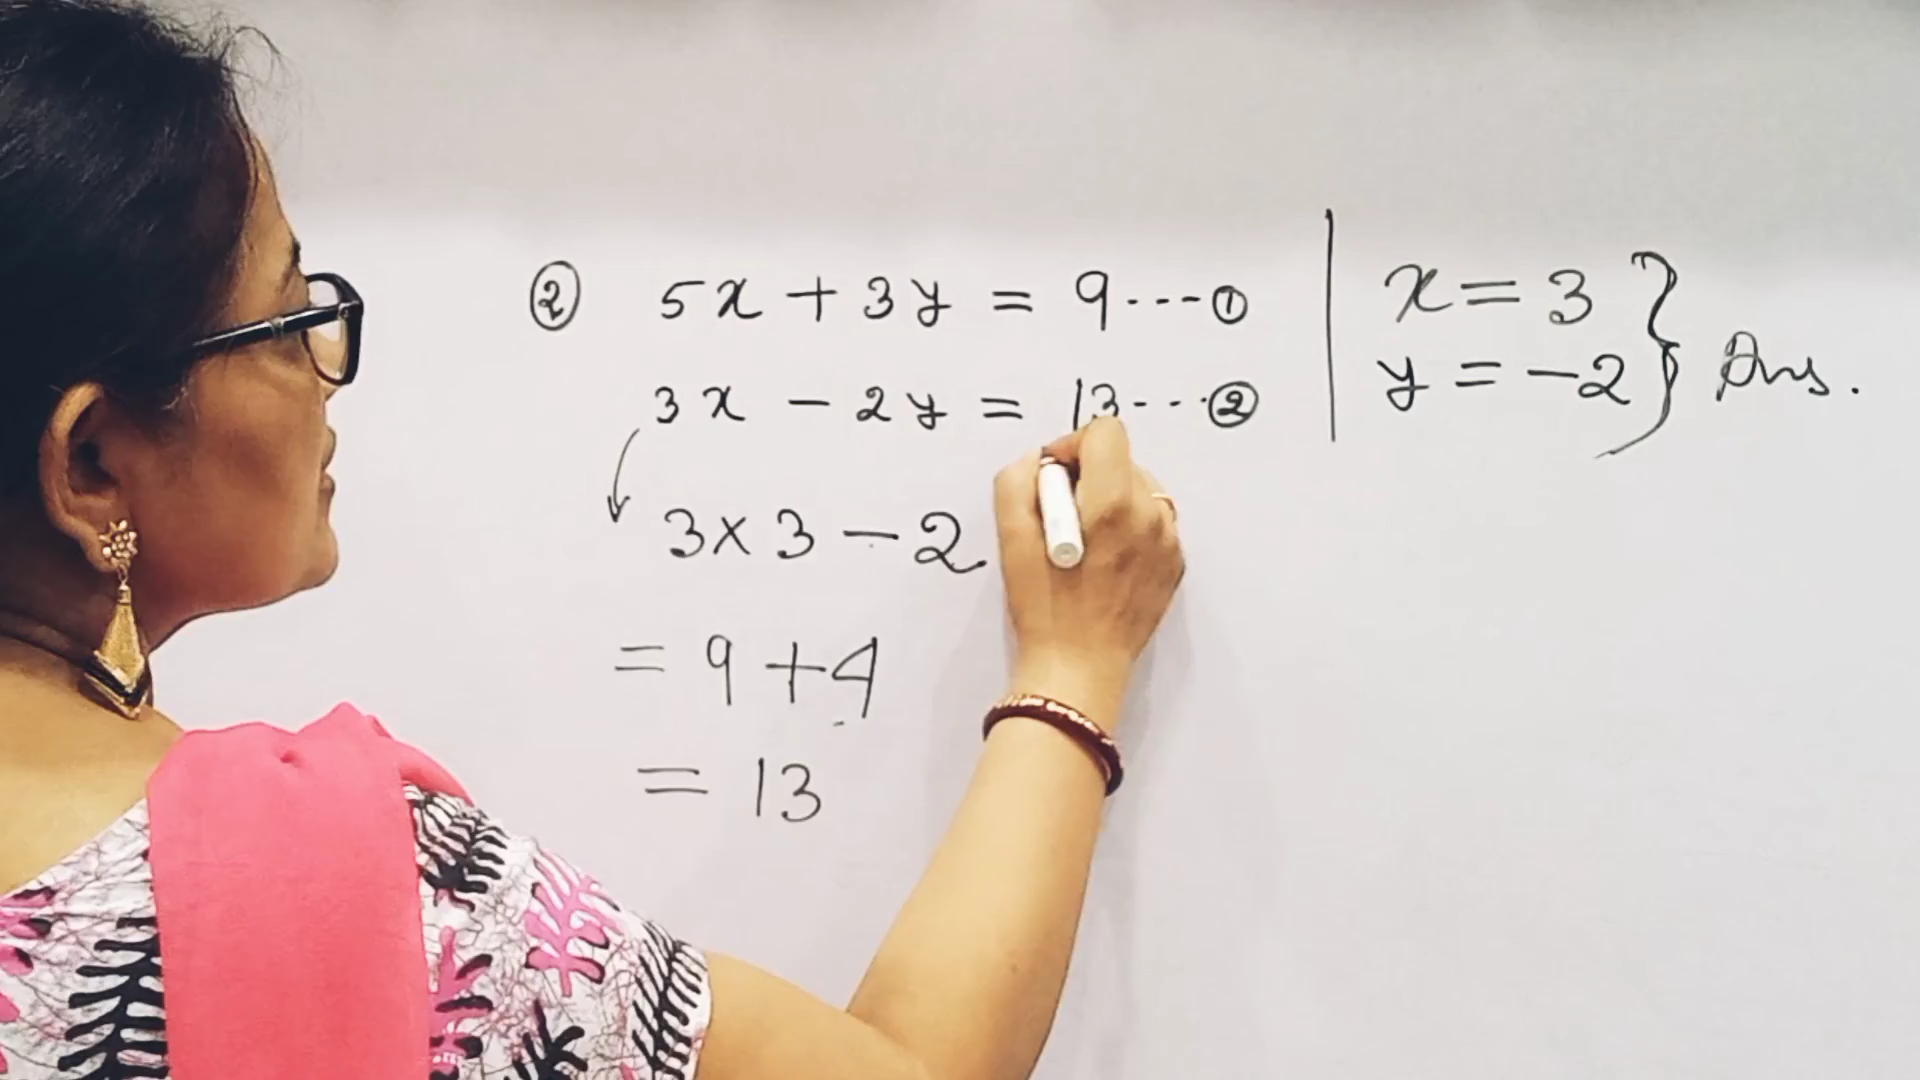 ② 5x + 3y = 9 --- ①
3x - 2y = 13 --- ②
3 × 3 - 2
= 9 + 4
= 13
x = 3
y = -2 } Ans.